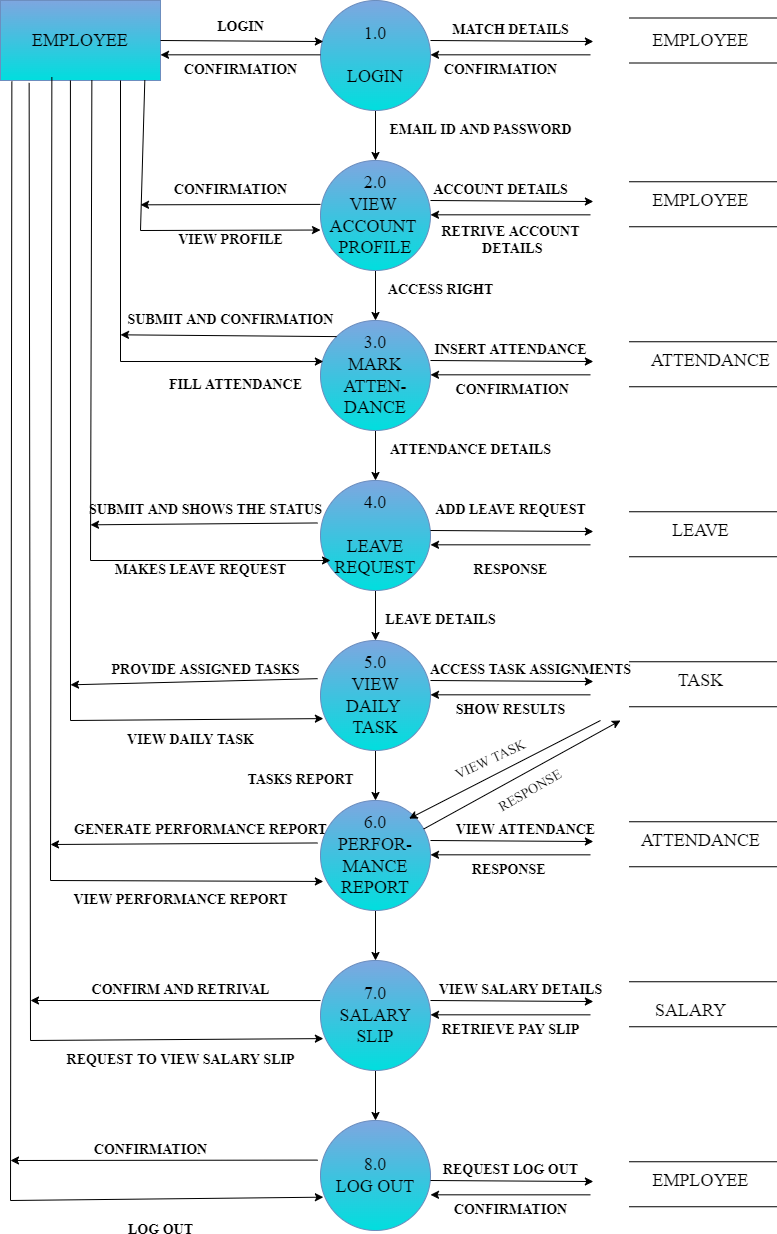 EMPLOYEE
LOGIN
CONFIRMATION
1.0
LOGIN
MATCH DETAILS
CONFIRMATION
EMPLOYEE
EMAIL ID AND PASSWORD
CONFIRMATION
VIEW PROFILE
2.0
VIEW
ACCOUNT
PROFILE
ACCOUNT DETAILS
RETRIVE ACCOUNT
DETAILS
EMPLOYEE
ACCESS RIGHT
SUBMIT AND CONFIRMATION
FILL ATTENDANCE
3.0
MARK
ATTEN-
DANCE
INSERT ATTENDANCE
CONFIRMATION
ATTENDANCE
ATTENDANCE DETAILS
SUBMIT AND SHOWS THE STATUS
MAKES LEAVE REQUEST
4.0
LEAVE
REQUEST
ADD LEAVE REQUEST
RESPONSE
LEAVE
LEAVE DETAILS
PROVIDE ASSIGNED TASKS
VIEW DAILY TASK
5.0
VIEW
DAILY
TASK
ACCESS TASK ASSIGNMENTS
SHOW RESULTS
TASK
TASKS REPORT
VIEW TASK
RESPONSE
GENERATE PERFORMANCE REPORT
VIEW PERFORMANCE REPORT
6.0
PERFOR-
MANCE
REPORT
VIEW ATTENDANCE
RESPONSE
ATTENDANCE
CONFIRM AND RETRIVAL
REQUEST TO VIEW SALARY SLIP
7.0
SALARY
SLIP
VIEW SALARY DETAILS
RETRIEVE PAY SLIP
SALARY
CONFIRMATION
LOG OUT
8.0
LOG OUT
REQUEST LOG OUT
CONFIRMATION
EMPLOYEE